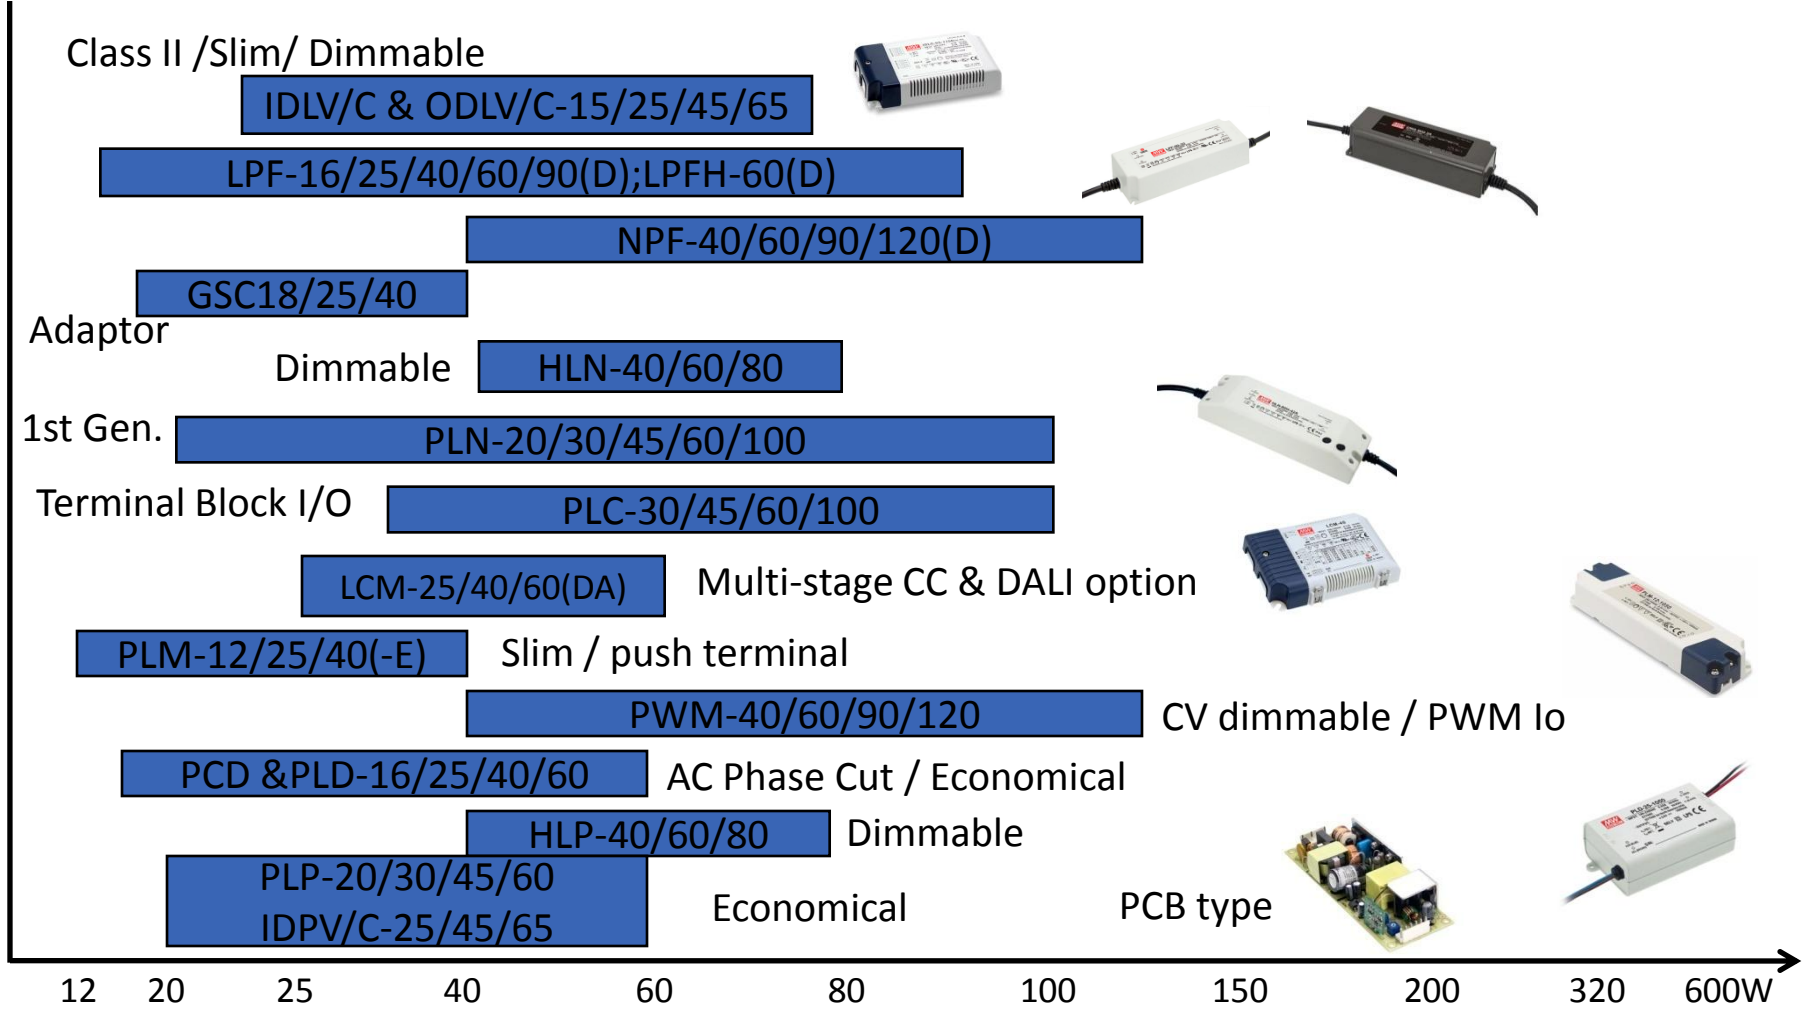 Class II /Slim/ Dimmable
IDLV/C & ODLV/C-15/25/45/65
LPF-16/25/40/60/90(D);LPFH-60(D)
NPF-40/60/90/120(D)
GSC18/25/40
Adaptor
Dimmable
HLN-40/60/80
1st Gen.
PLN-20/30/45/60/100
Terminal Block I/O
PLC-30/45/60/100
LCM-25/40/60(DA)
Multi-stage CC & DALI option
PLM-12/25/40(-E)
Slim / push terminal
PWM-40/60/90/120
CV dimmable / PWM Io
PCD &PLD-16/25/40/60
AC Phase Cut / Economical
HLP-40/60/80
Dimmable
PLP-20/30/45/60
IDPV/C-25/45/65
Economical
PCB type
12 20 25 40 60 80 100 150 200 320 600W